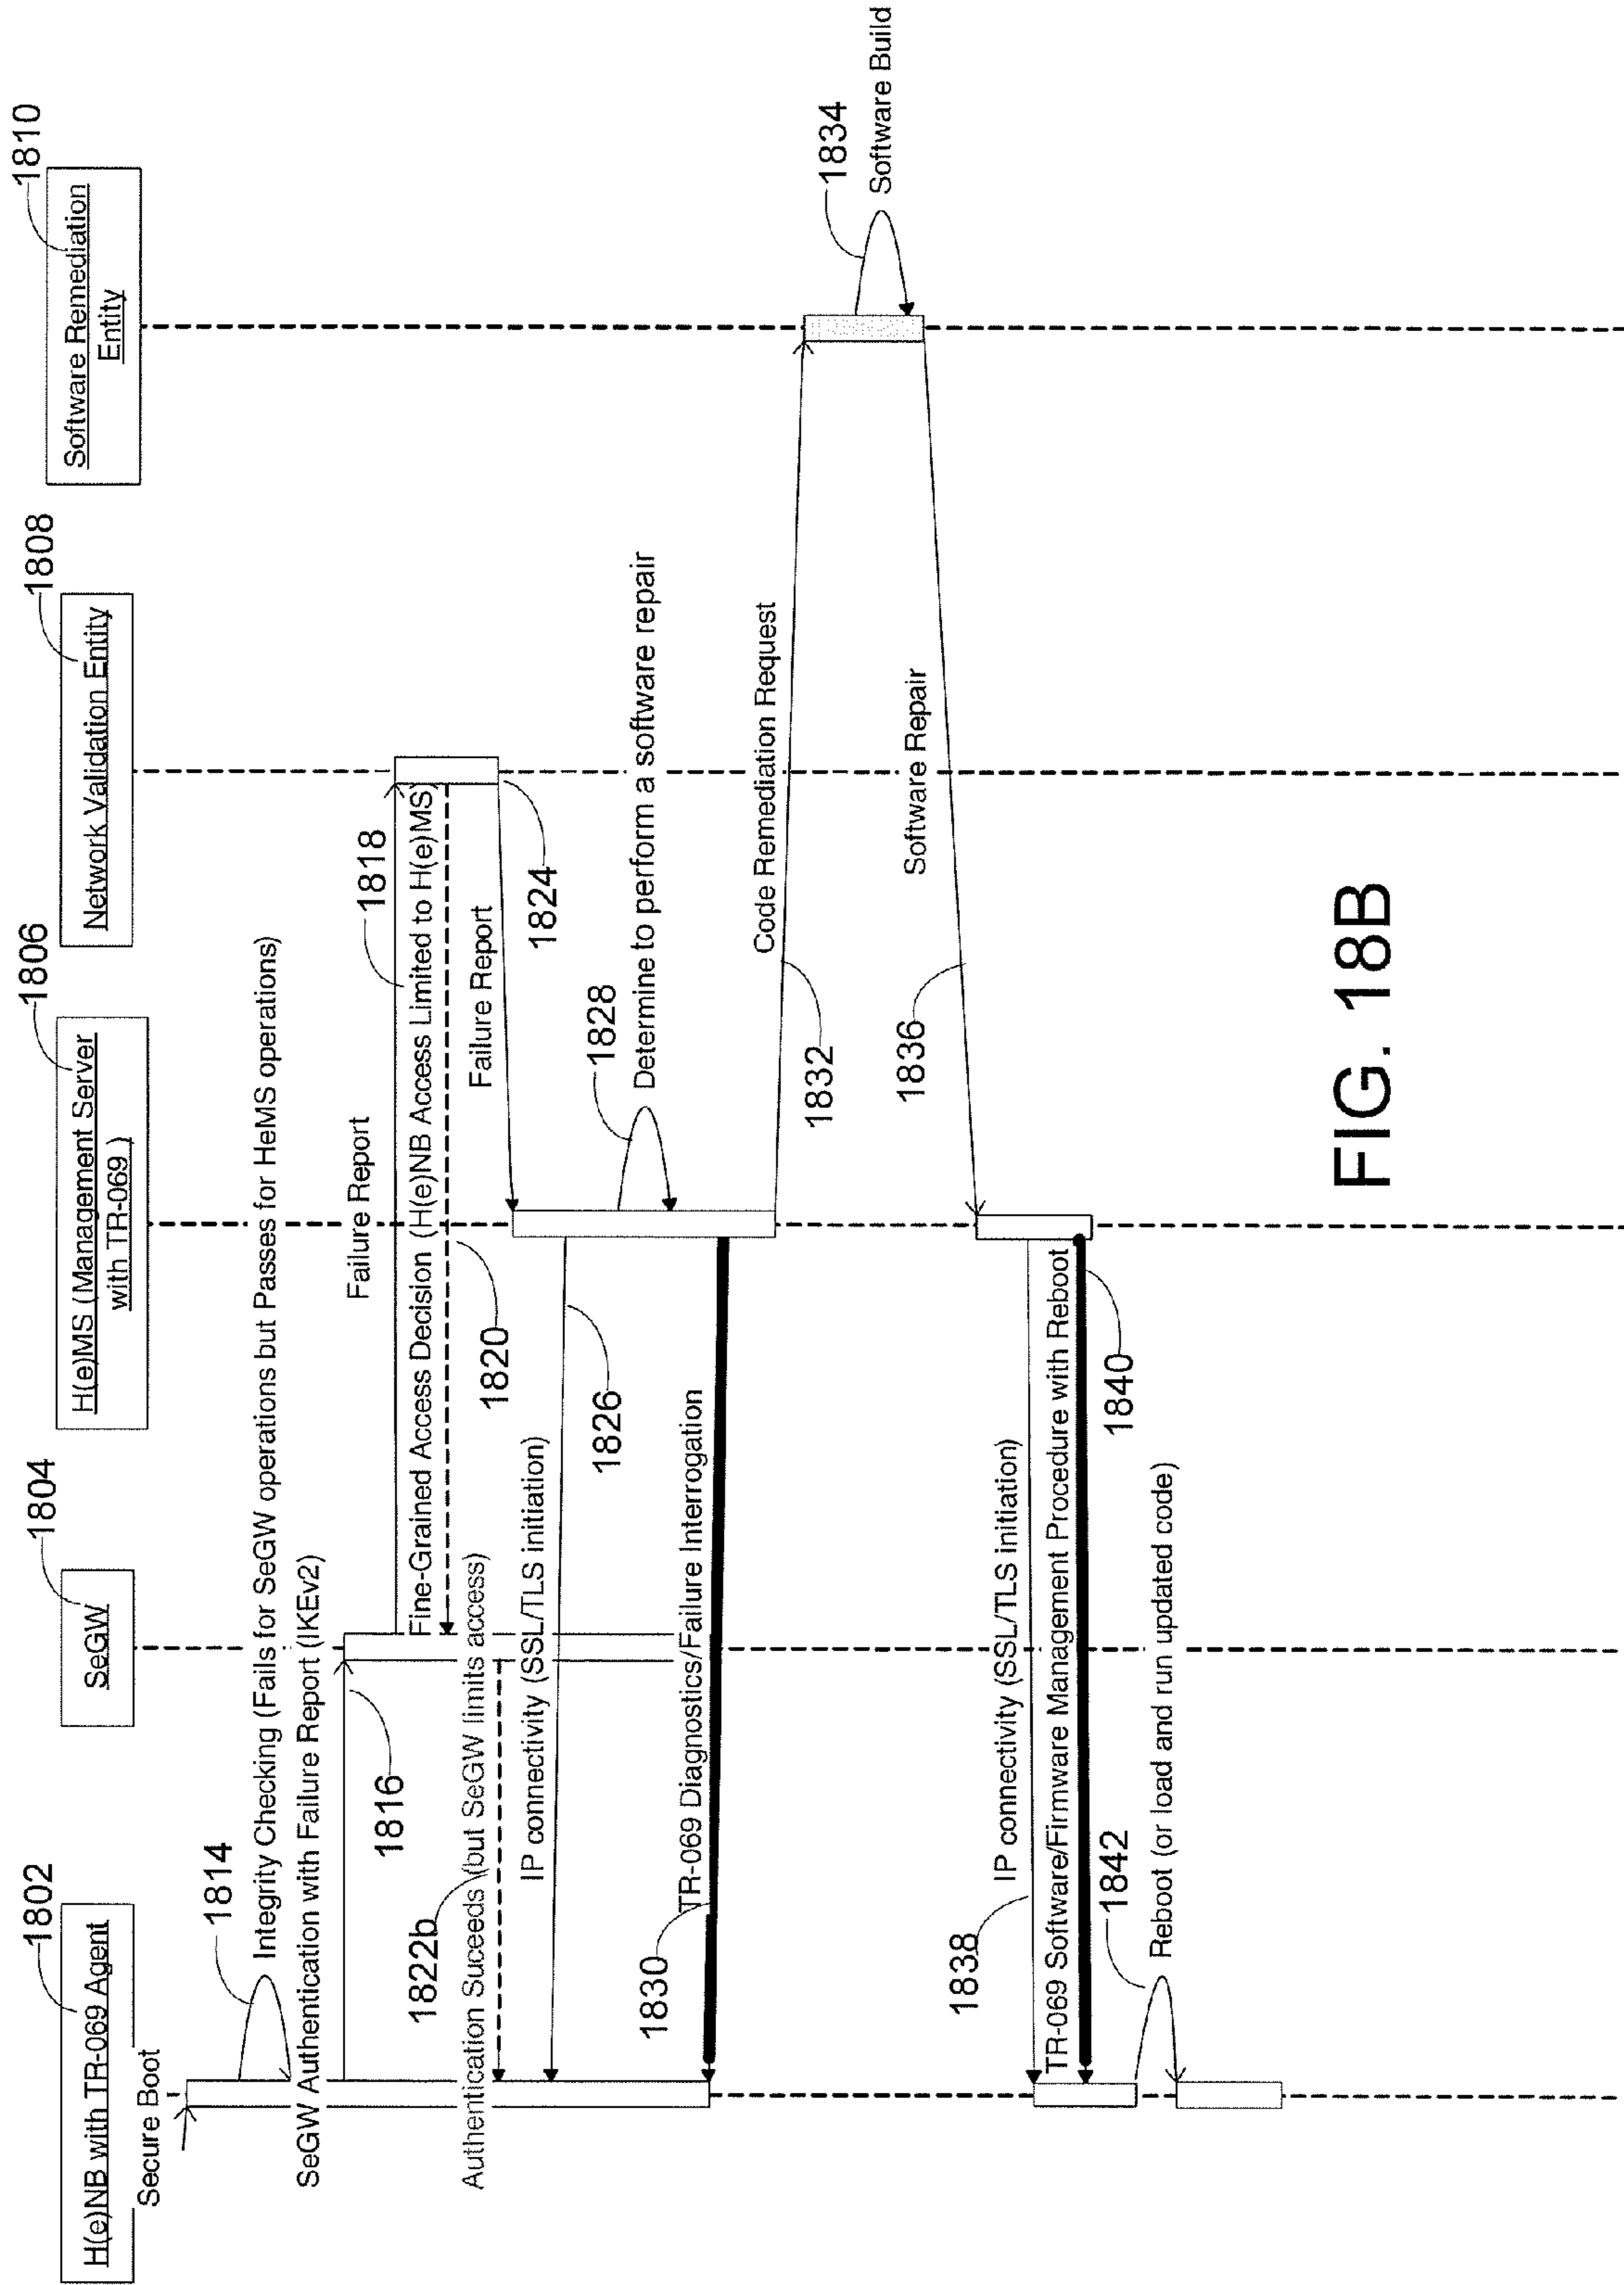 1802
H(e)NB with TR-069 Agent
1804
SeGW
1806
H(e)MS (Management Server
with TR-069 )
1808
Network Validation Entity
1810
Software Remediation
Entity
Secure Boot
1814
Integrity Checking (Fails for SeGW operations but Passes for HeMS operations)
SeGW Authentication with Failure Report (IKEv2)
1816
Failure Report
1818
Fine-Grained Access Decision (H(e)NB Access Limited to H(e)MS)
1820
1822b
Authentication Suceeds (but SeGW limits access)
Failure Report
1824
IP connectivity (SSL/TLS initiation)
1826
1828
Determine to perform a software repair
1830
TR-069 Diagnostics/Failure Interrogation
Code Remediation Request
1832
1834
Software Build
Software Repair
1836
IP connectivity (SSL/TLS initiation)
1838
TR-069 Software/Firmware Management Procedure with Reboot
1840
1842
Reboot (or load and run updated code)
FIG. 18B